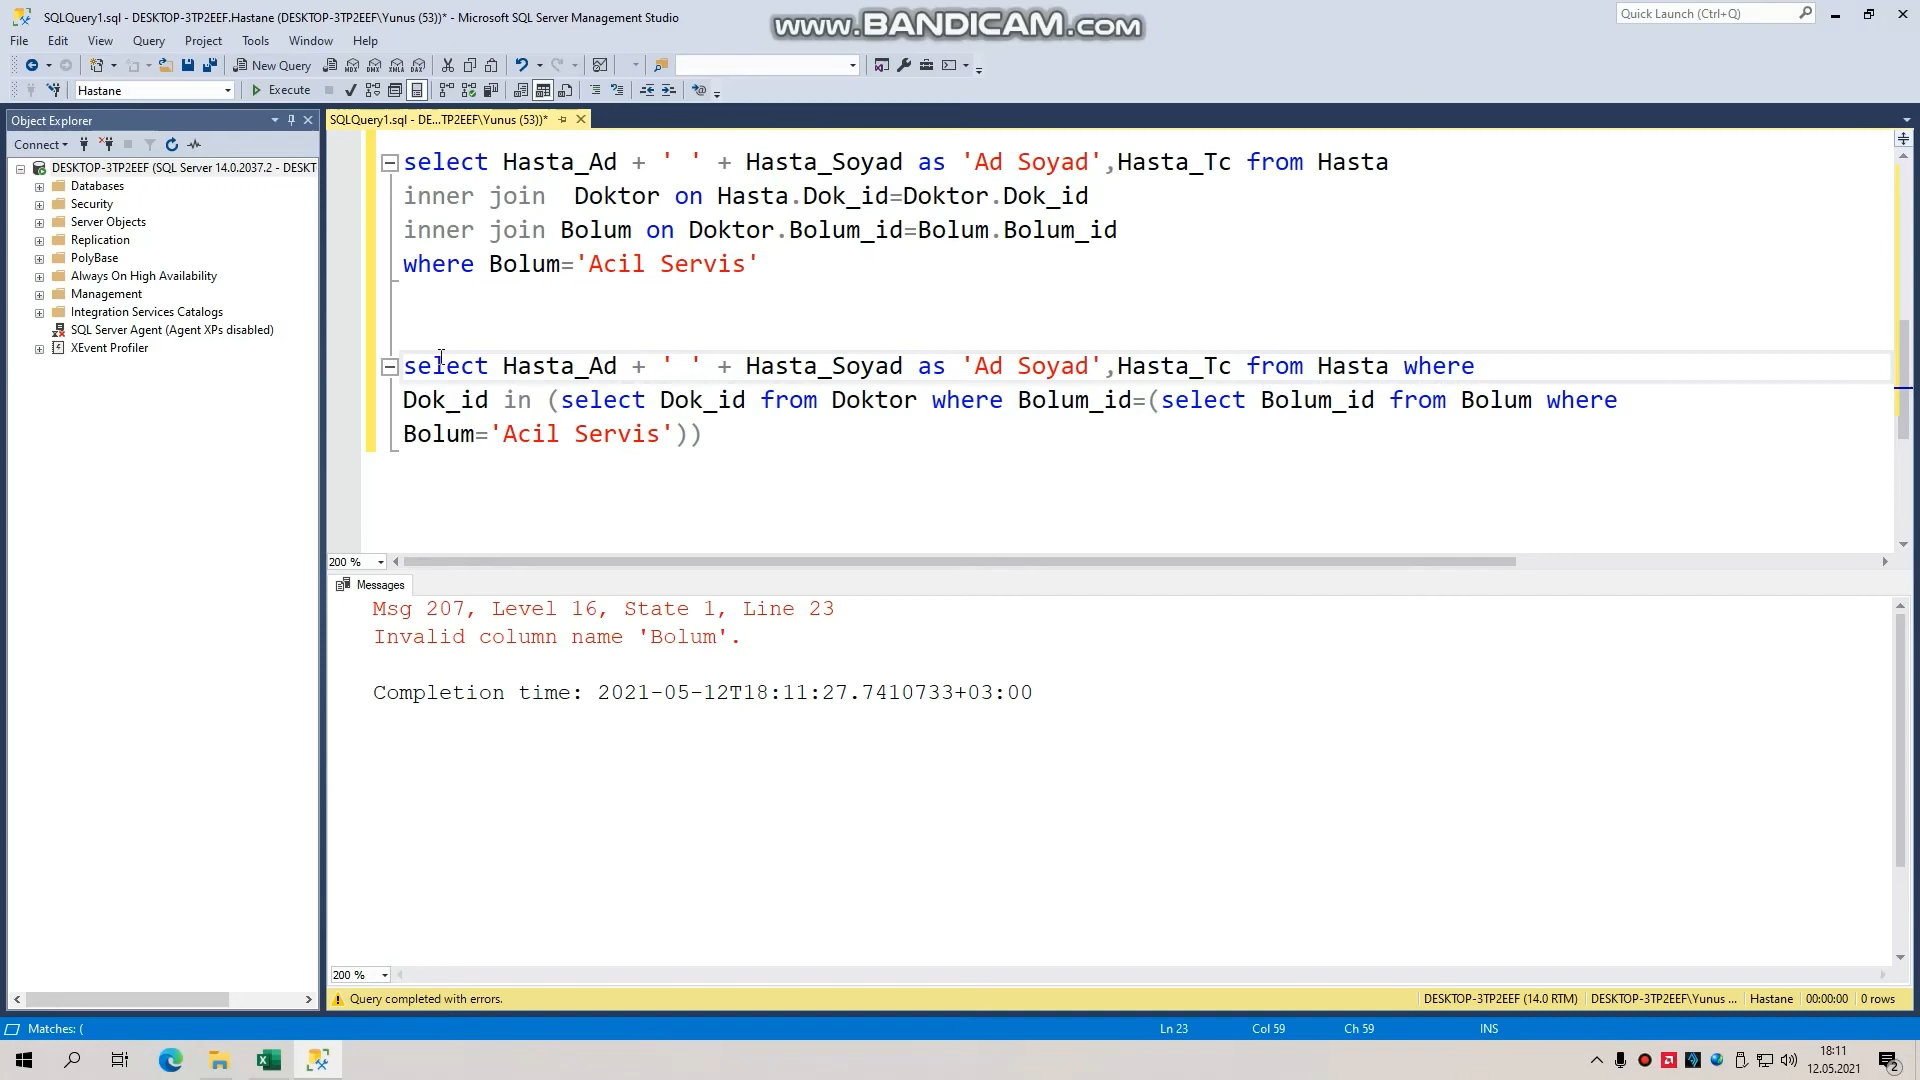 SQLQuery1.sql - DESKTOP-3TP2EEF.Hastane (DESKTOP-3TP2EEF\Yunus (53))* - Microsoft SQL Server Management Studio
www.BANDICAM.com
Quick Launch (Ctrl+Q)
File Edit View Query Project Tools Window Help
New Query
Hastane
Execute
Object Explorer
SQLQuery1.sql - DE...TP2EEF\Yunus (53))*
Connect
DESKTOP-3TP2EEF (SQL Server 14.0.2037.2 - DESKT
Databases
Security
Server Objects
Replication
PolyBase
Always On High Availability
Management
Integration Services Catalogs
SQL Server Agent (Agent XPs disabled)
XEvent Profiler
select Hasta_Ad + ' ' + Hasta_Soyad as 'Ad Soyad',Hasta_Tc from Hasta
inner join  Doktor on Hasta.Dok_id=Doktor.Dok_id
inner join Bolum on Doktor.Bolum_id=Bolum.Bolum_id
where Bolum='Acil Servis'
select Hasta_Ad + ' ' + Hasta_Soyad as 'Ad Soyad',Hasta_Tc from Hasta where
Dok_id in (select Dok_id from Doktor where Bolum_id=(select Bolum_id from Bolum where
Bolum='Acil Servis'))
200 %
Messages
Msg 207, Level 16, State 1, Line 23
Invalid column name 'Bolum'.
Completion time: 2021-05-12T18:11:27.7410733+03:00
200 %
Query completed with errors.
DESKTOP-3TP2EEF (14.0 RTM) DESKTOP-3TP2EEF\Yunus ... Hastane 00:00:00 0 rows
Matches: (
Ln 23 Col 59 Ch 59 INS
18:11
12.05.2021
2